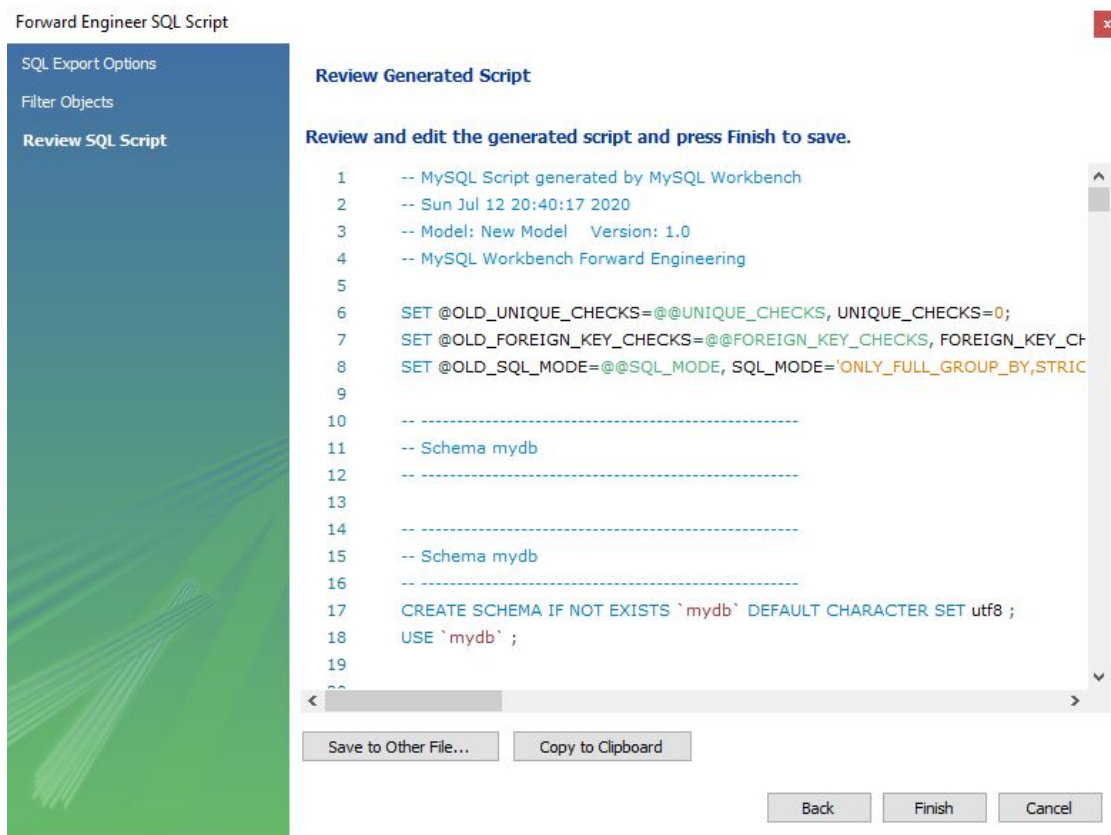 Forward Engineer SQL Script
x
SQL Export Options
Filter Objects
Review SQL Script
Review Generated Script
Review and edit the generated script and press Finish to save.
1 -- MySQL Script generated by MySQL Workbench
2 -- Sun Jul 12 20:40:17 2020
3 -- Model: New Model    Version: 1.0
4 -- MySQL Workbench Forward Engineering
5
6 SET @OLD_UNIQUE_CHECKS=@@UNIQUE_CHECKS, UNIQUE_CHECKS=0;
7 SET @OLD_FOREIGN_KEY_CHECKS=@@FOREIGN_KEY_CHECKS, FOREIGN_KEY_CH
8 SET @OLD_SQL_MODE=@@SQL_MODE, SQL_MODE='ONLY_FULL_GROUP_BY,STRIC
9
10 -- -----------------------------------------------------
11 -- Schema mydb
12 -- -----------------------------------------------------
13
14 -- -----------------------------------------------------
15 -- Schema mydb
16 -- -----------------------------------------------------
17 CREATE SCHEMA IF NOT EXISTS `mydb` DEFAULT CHARACTER SET utf8 ;
18 USE `mydb` ;
19
Save to Other File...
Copy to Clipboard
Back
Finish
Cancel